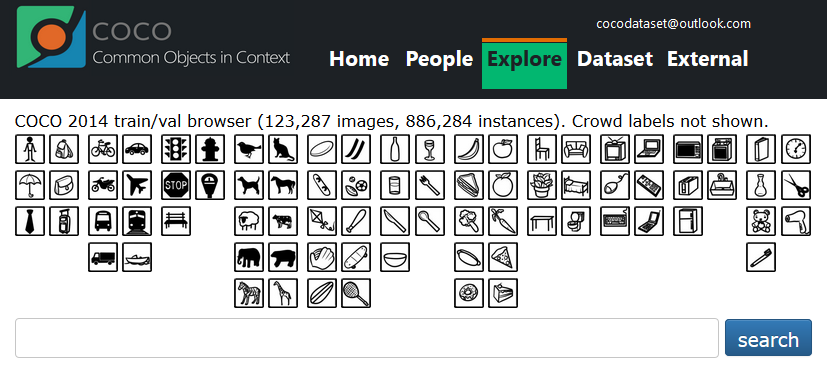 COCO
Common Objects in Context
cocodataset@outlook.com
Home People Explore Dataset External
COCO 2014 train/val browser (123,287 images, 886,284 instances). Crowd labels not shown.
STOP
search